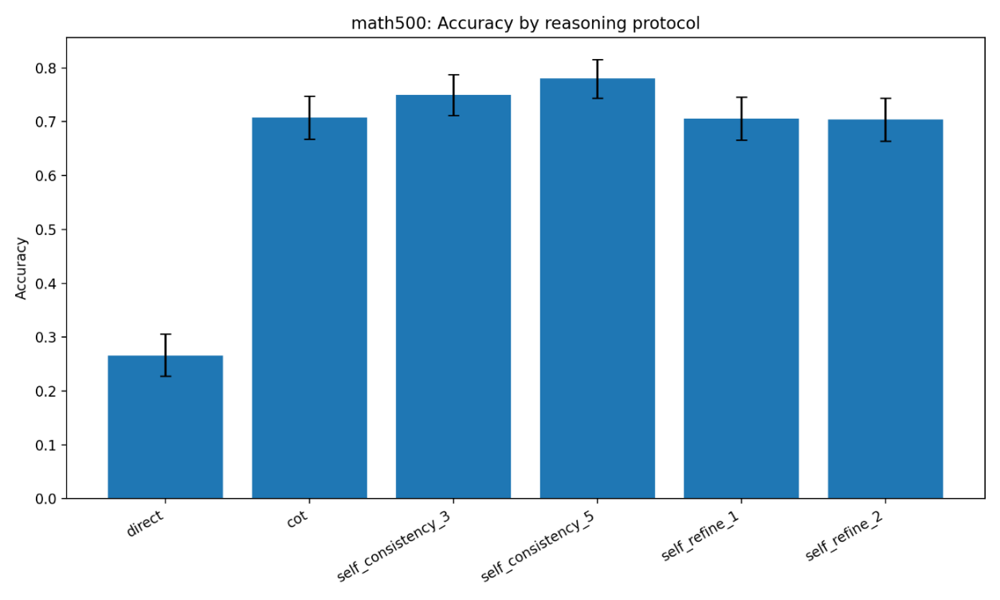 math500: Accuracy by reasoning protocol
Accuracy
0.8
0.7
0.6
0.5
0.4
0.3
0.2
0.1
0.0
direct
cot
self_consistency_3
self_consistency_5
self_refine_1
self_refine_2